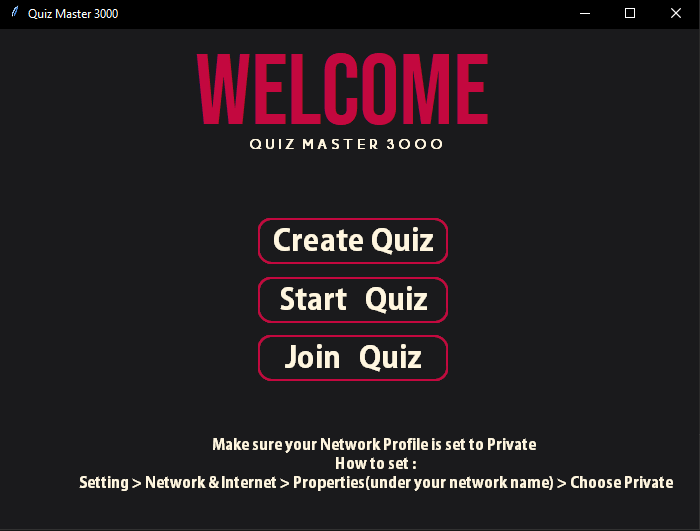 Quiz Master 3000
WELCOME
QUIZ MASTER 3000
Create Quiz
Start Quiz
Join Quiz
Make sure your Network Profile is set to Private
How to set :
Setting > Network & Internet > Properties(under your network name) > Choose Private